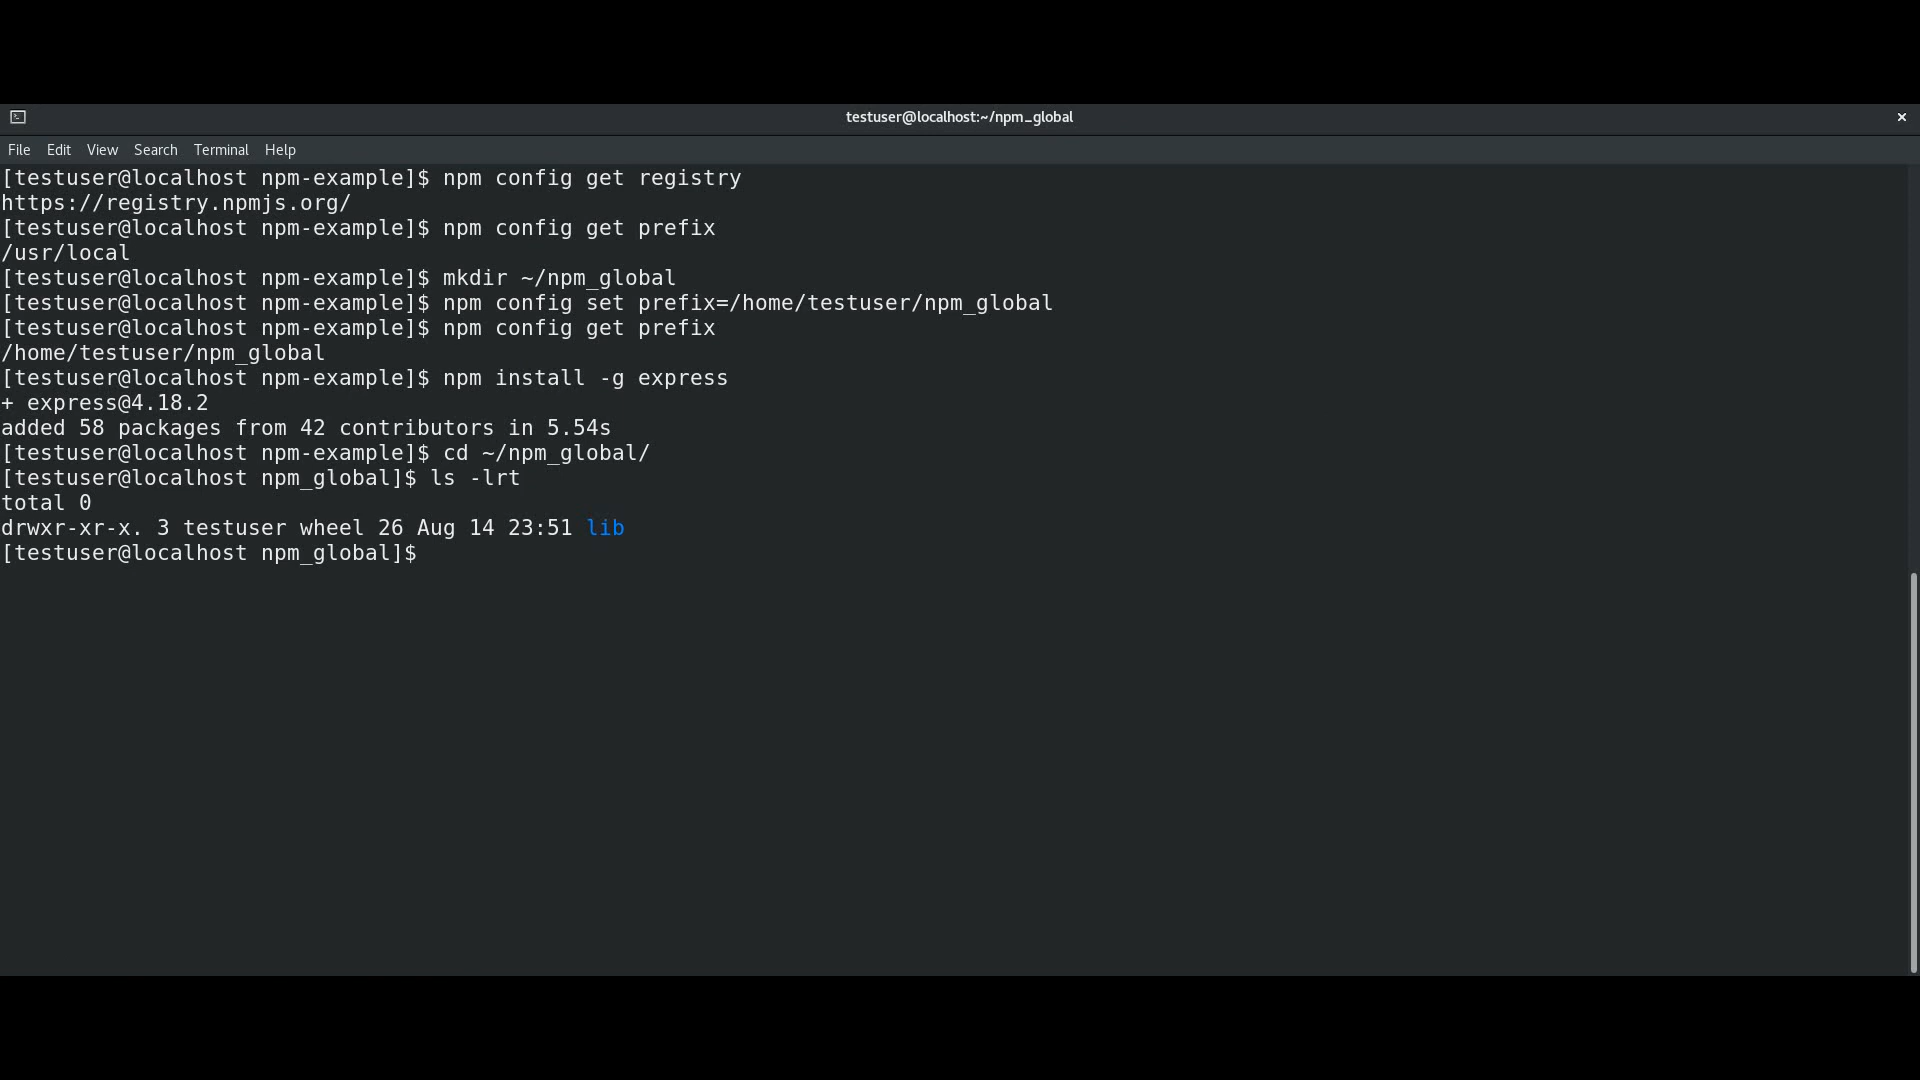 testuser@localhost:~/npm_global
File Edit View Search Terminal Help
[testuser@localhost npm-example]$ npm config get registry
https://registry.npmjs.org/
[testuser@localhost npm-example]$ npm config get prefix
/usr/local
[testuser@localhost npm-example]$ mkdir ~/npm_global
[testuser@localhost npm-example]$ npm config set prefix=/home/testuser/npm_global
[testuser@localhost npm-example]$ npm config get prefix
/home/testuser/npm_global
[testuser@localhost npm-example]$ npm install -g express
+ express@4.18.2
added 58 packages from 42 contributors in 5.54s
[testuser@localhost npm-example]$ cd ~/npm_global/
[testuser@localhost npm_global]$ ls -lrt
total 0
drwxr-xr-x. 3 testuser wheel 26 Aug 14 23:51 lib
[testuser@localhost npm_global]$